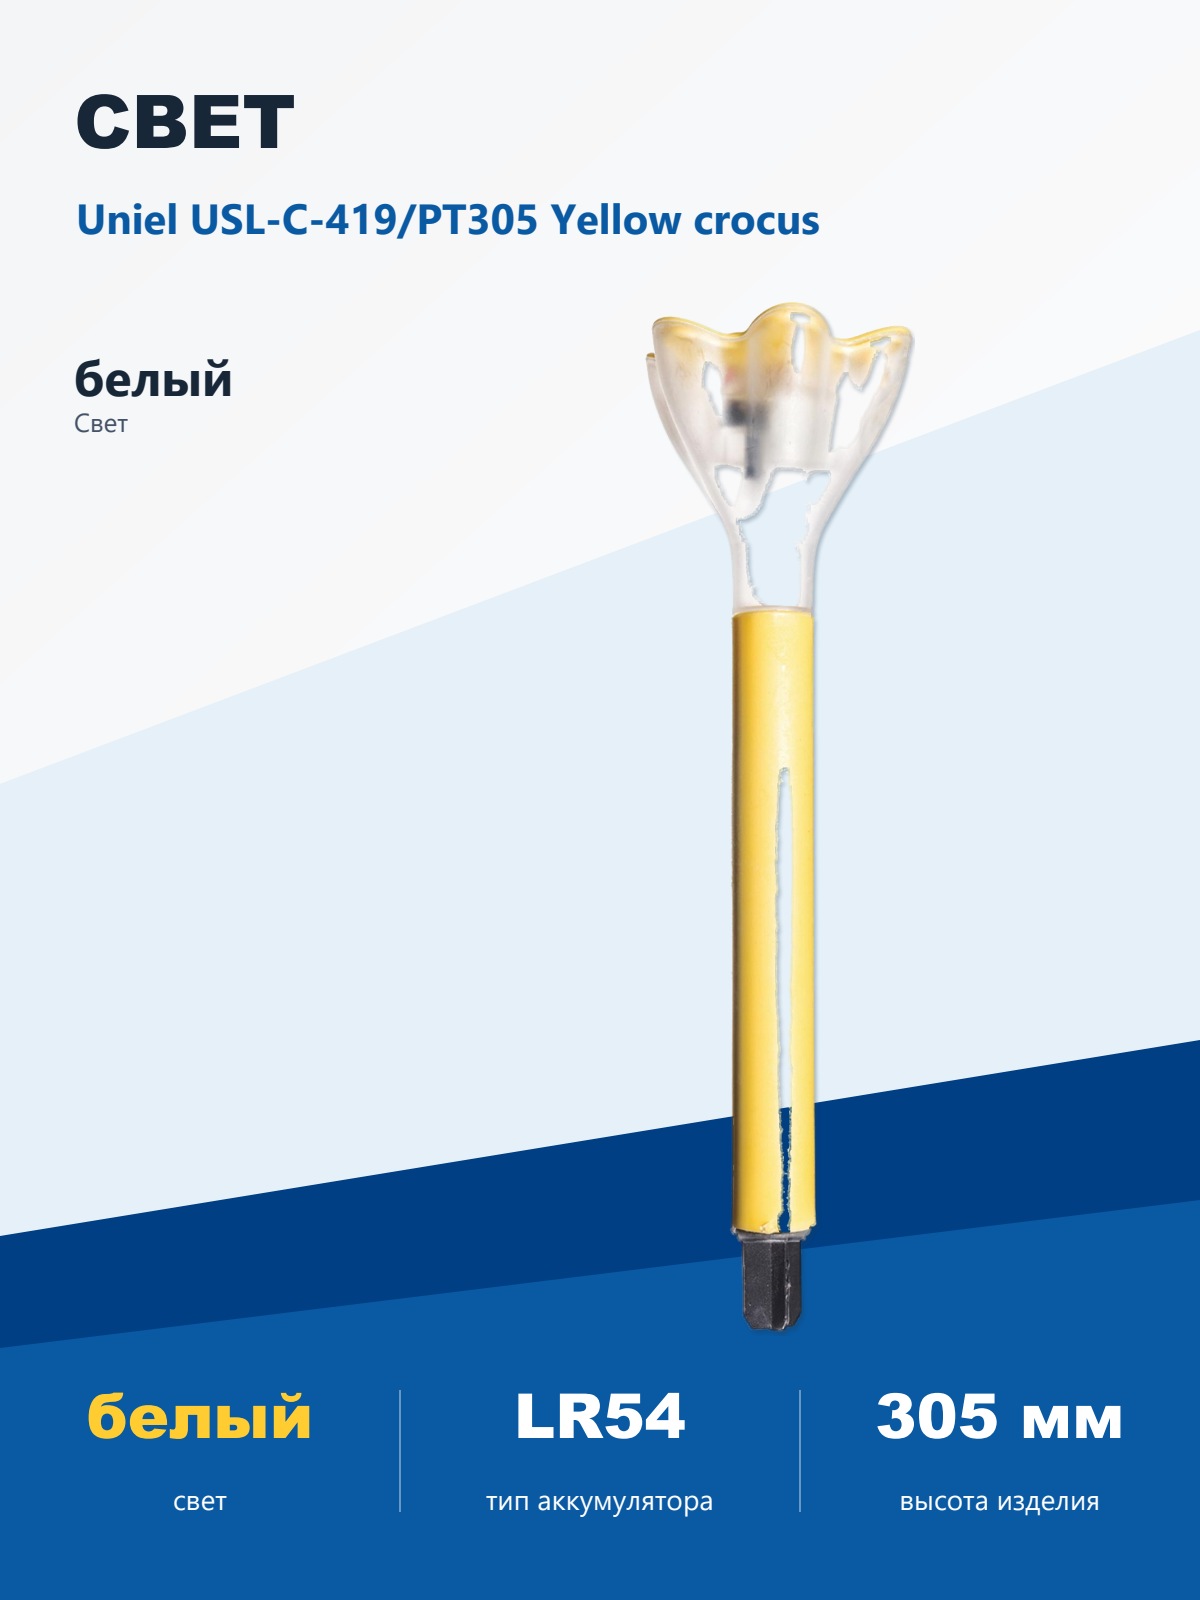 СВЕТ
Uniel USL-C-419/PT305 Yellow crocus
белый
Свет
белый
свет
LR54
тип аккумулятора
305 мм
высота изделия